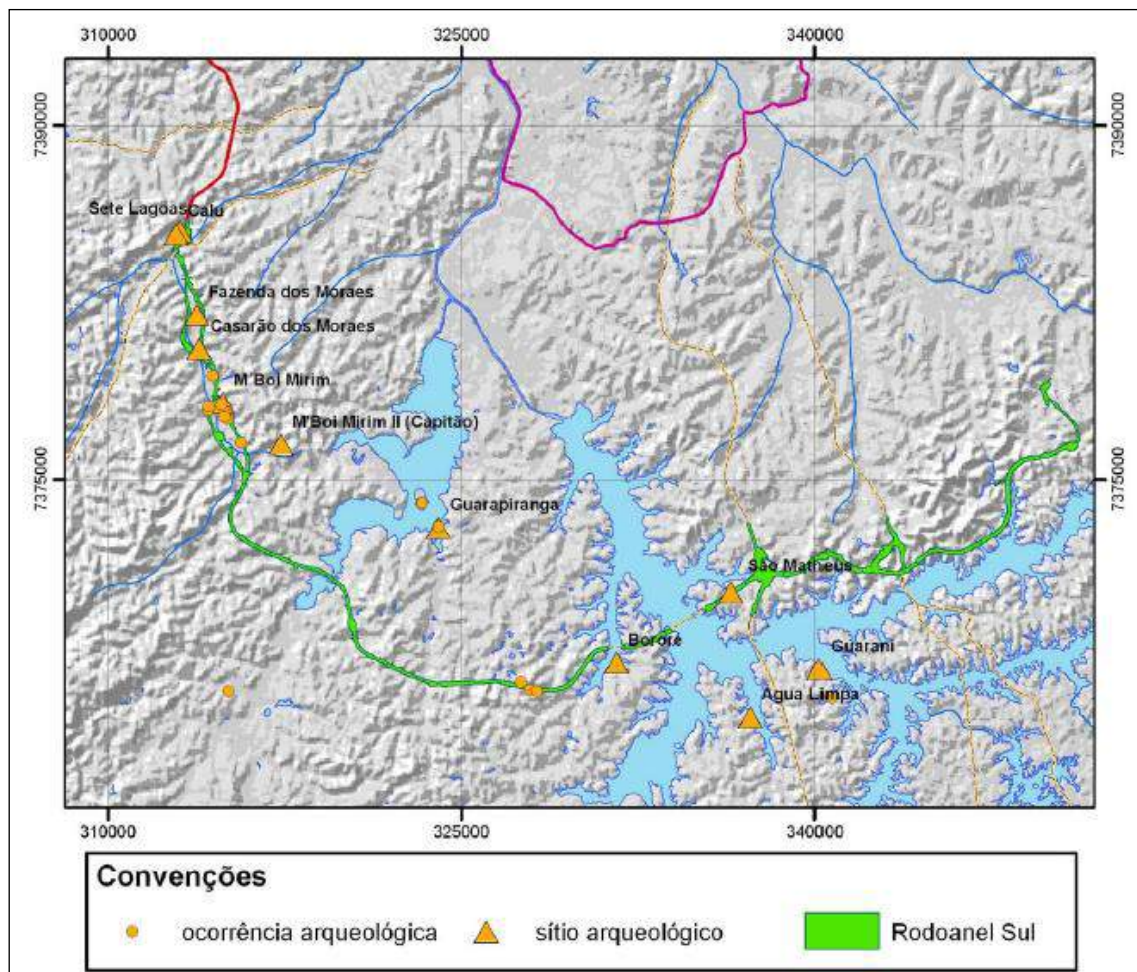 310000 325000 340000
7390000 7390000
Sete Lagoas Calu
Fazenda dos Moraes
Casarão dos Moraes
M'Boi Mirim
M'Boi Mirim II (Capitão)
7375000 7375000
Guarapiranga
São Matheus
Bororé
Guarani
Agua Limpa
310000 325000 340000
Convenções
ocorrência arqueológica sítio arqueológico Rodoanel Sul